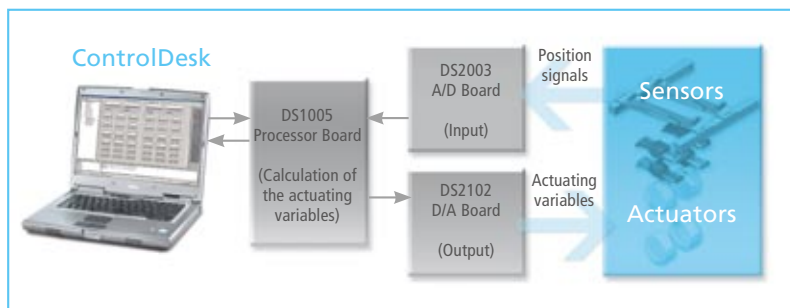 ControlDesk
DS1005
Processor Board
(Calculation of
the actuating
variables)
DS2003
A/D Board
(Input)
DS2102
D/A Board
(Output)
Position
signals
Actuating
variables
Sensors
Actuators